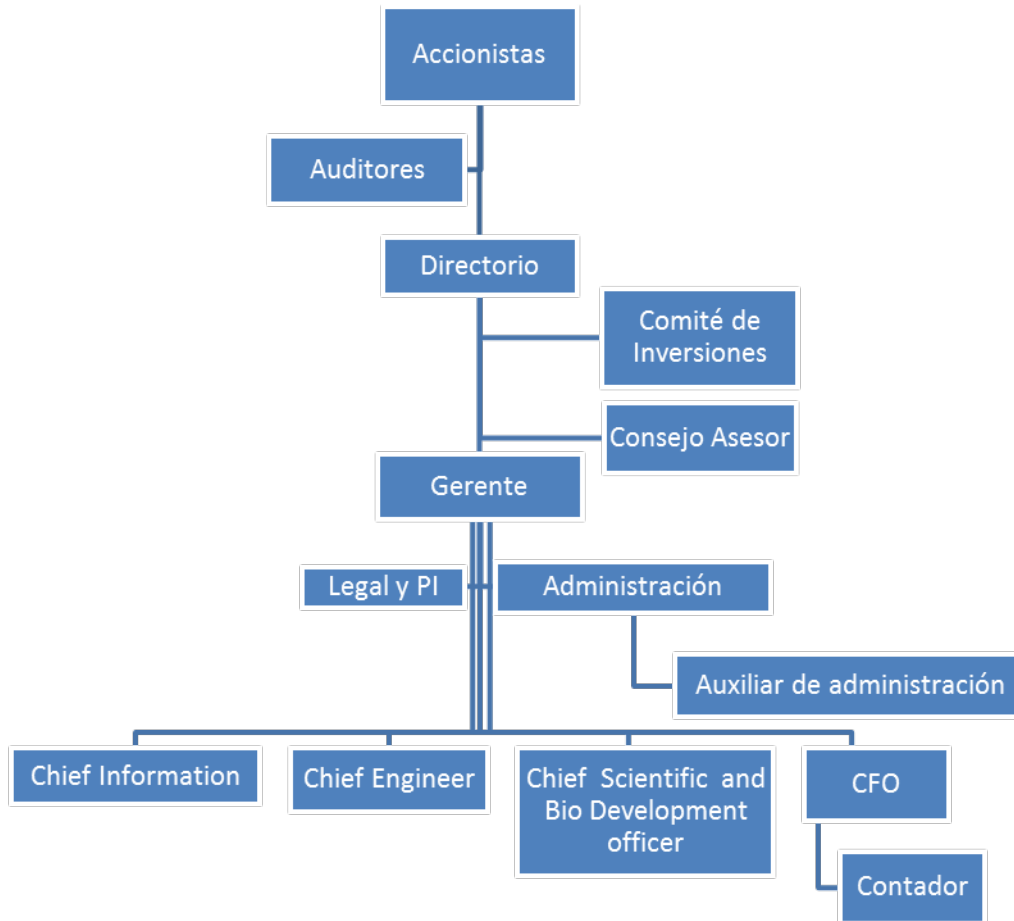 Accionistas
Auditores
Directorio
Comité de
Inversiones
Consejo Asesor
Gerente
Legal y PI
Administración
Auxiliar de administración
Chief Information
Chief Engineer
Chief Scientific and
Bio Development
officer
CFO
Contador